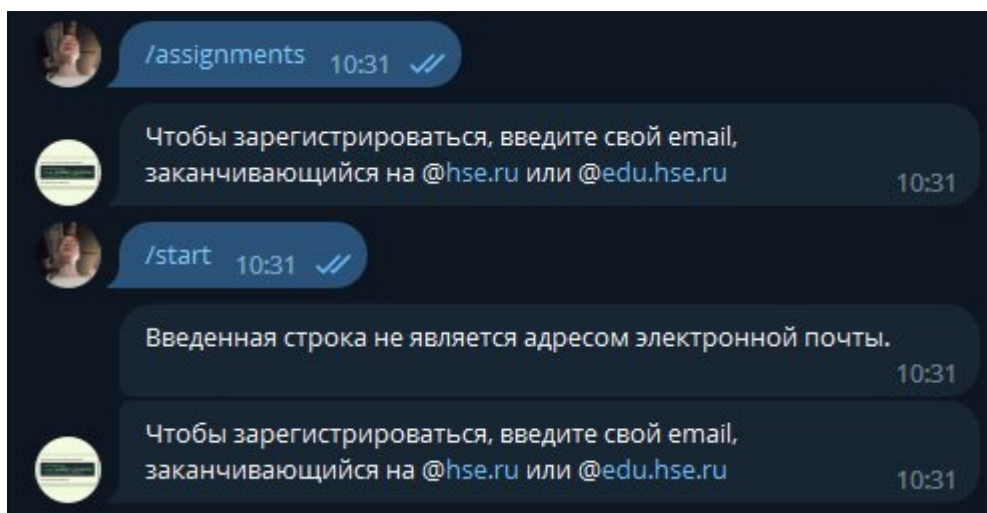 /assignments 10:31
Чтобы зарегистрироваться, введите свой email,
заканчивающийся на @hse.ru или @edu.hse.ru 10:31
/start 10:31
Введенная строка не является адресом электронной почты.
10:31
Чтобы зарегистрироваться, введите свой email,
заканчивающийся на @hse.ru или @edu.hse.ru 10:31